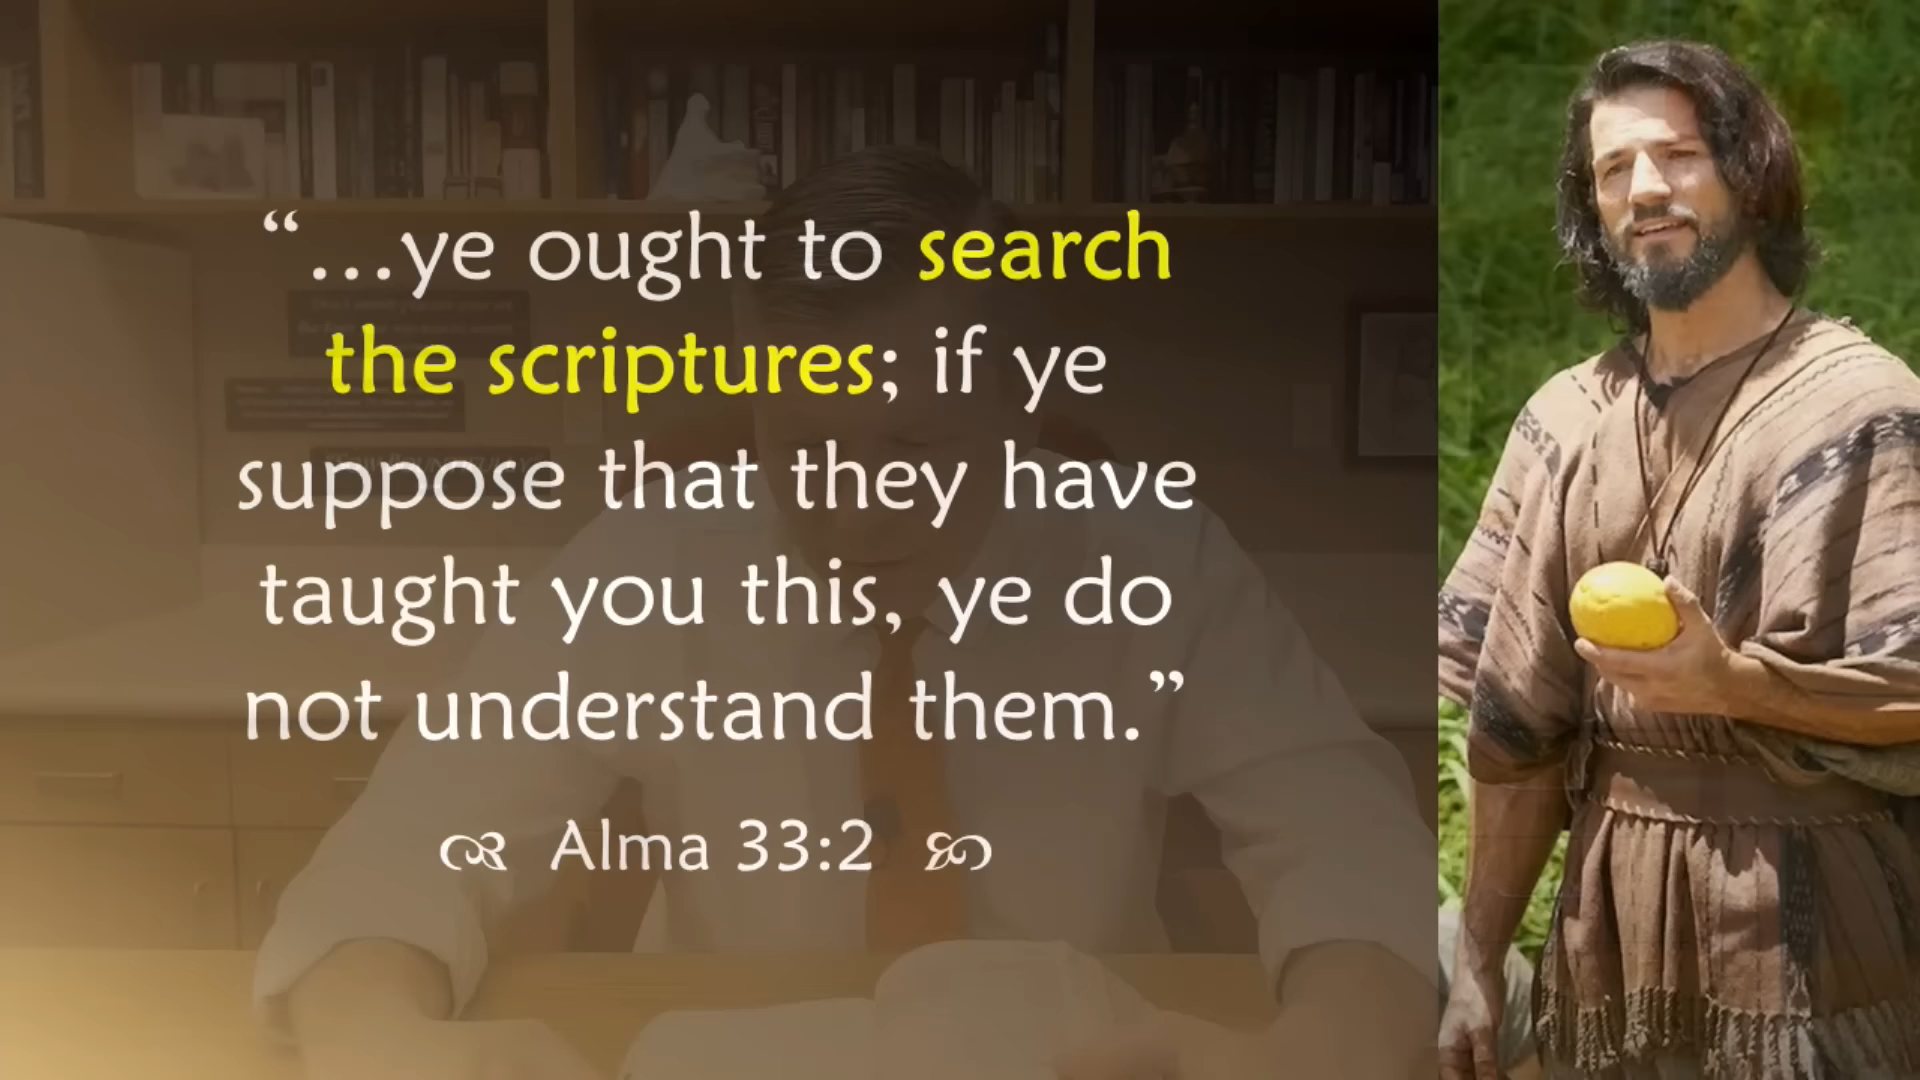 “...ye ought to search
the scriptures; if ye
suppose that they have
taught you this, ye do
not understand them.”
Alma 33:2